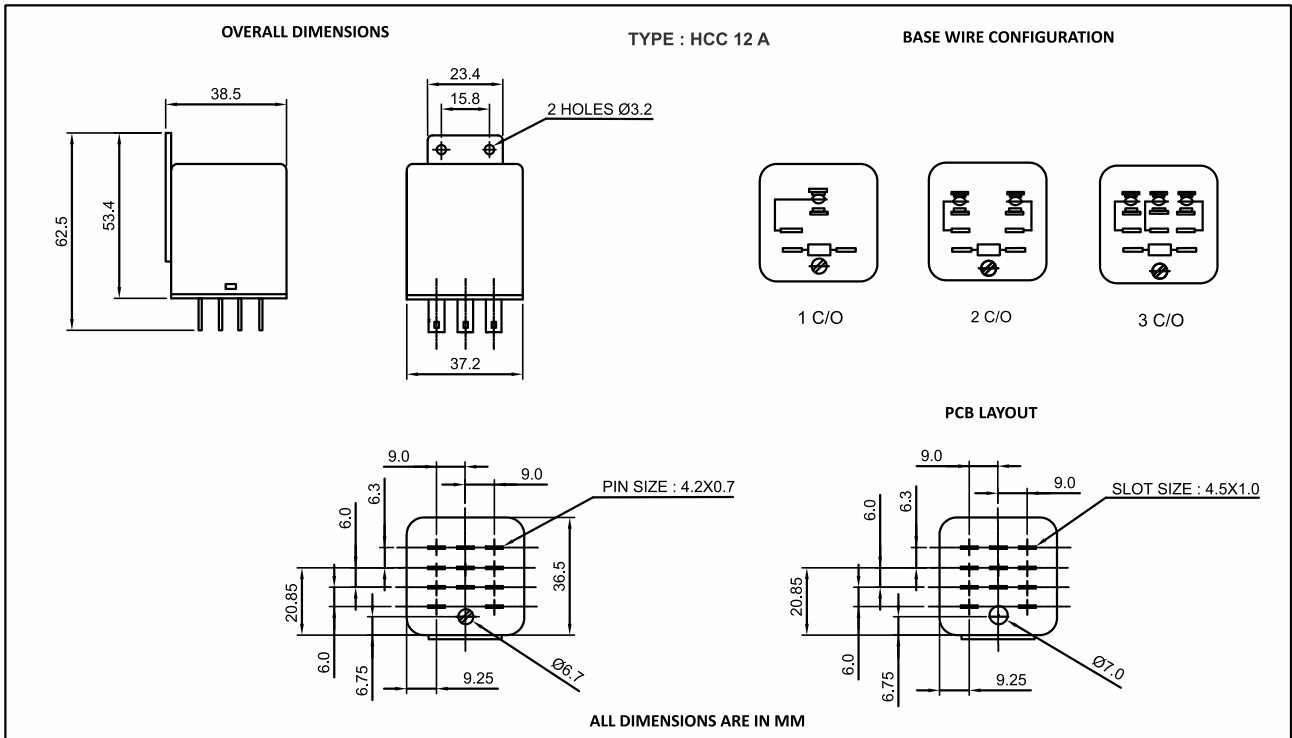 OVERALL DIMENSIONS
TYPE : HCC 12 A
BASE WIRE CONFIGURATION
38.5
62.5
53.4
23.4
15.8
2 HOLES Ø3.2
37.2
1 C/O
2 C/O
3 C/O
9.0
9.0
PIN SIZE : 4.2X0.7
6.3
6.0
20.85
36.5
6.0
6.75
9.25
Ø6.7
PCB LAYOUT
9.0
9.0
SLOT SIZE : 4.5X1.0
6.3
6.0
20.85
6.0
6.75
9.25
Ø7.0
ALL DIMENSIONS ARE IN MM